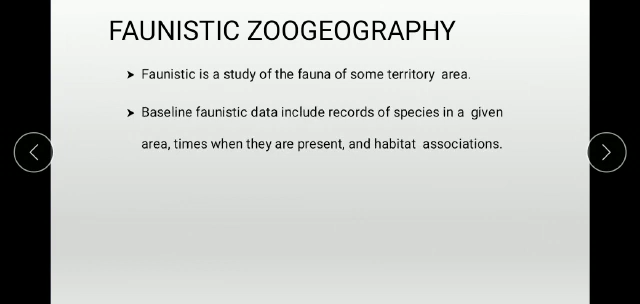 FAUNISTIC ZOOGEOGRAPHY
➤ Faunistic is a study of the fauna of some territory area.
➤ Baseline faunistic data include records of species in a given
area, times when they are present, and habitat associations.